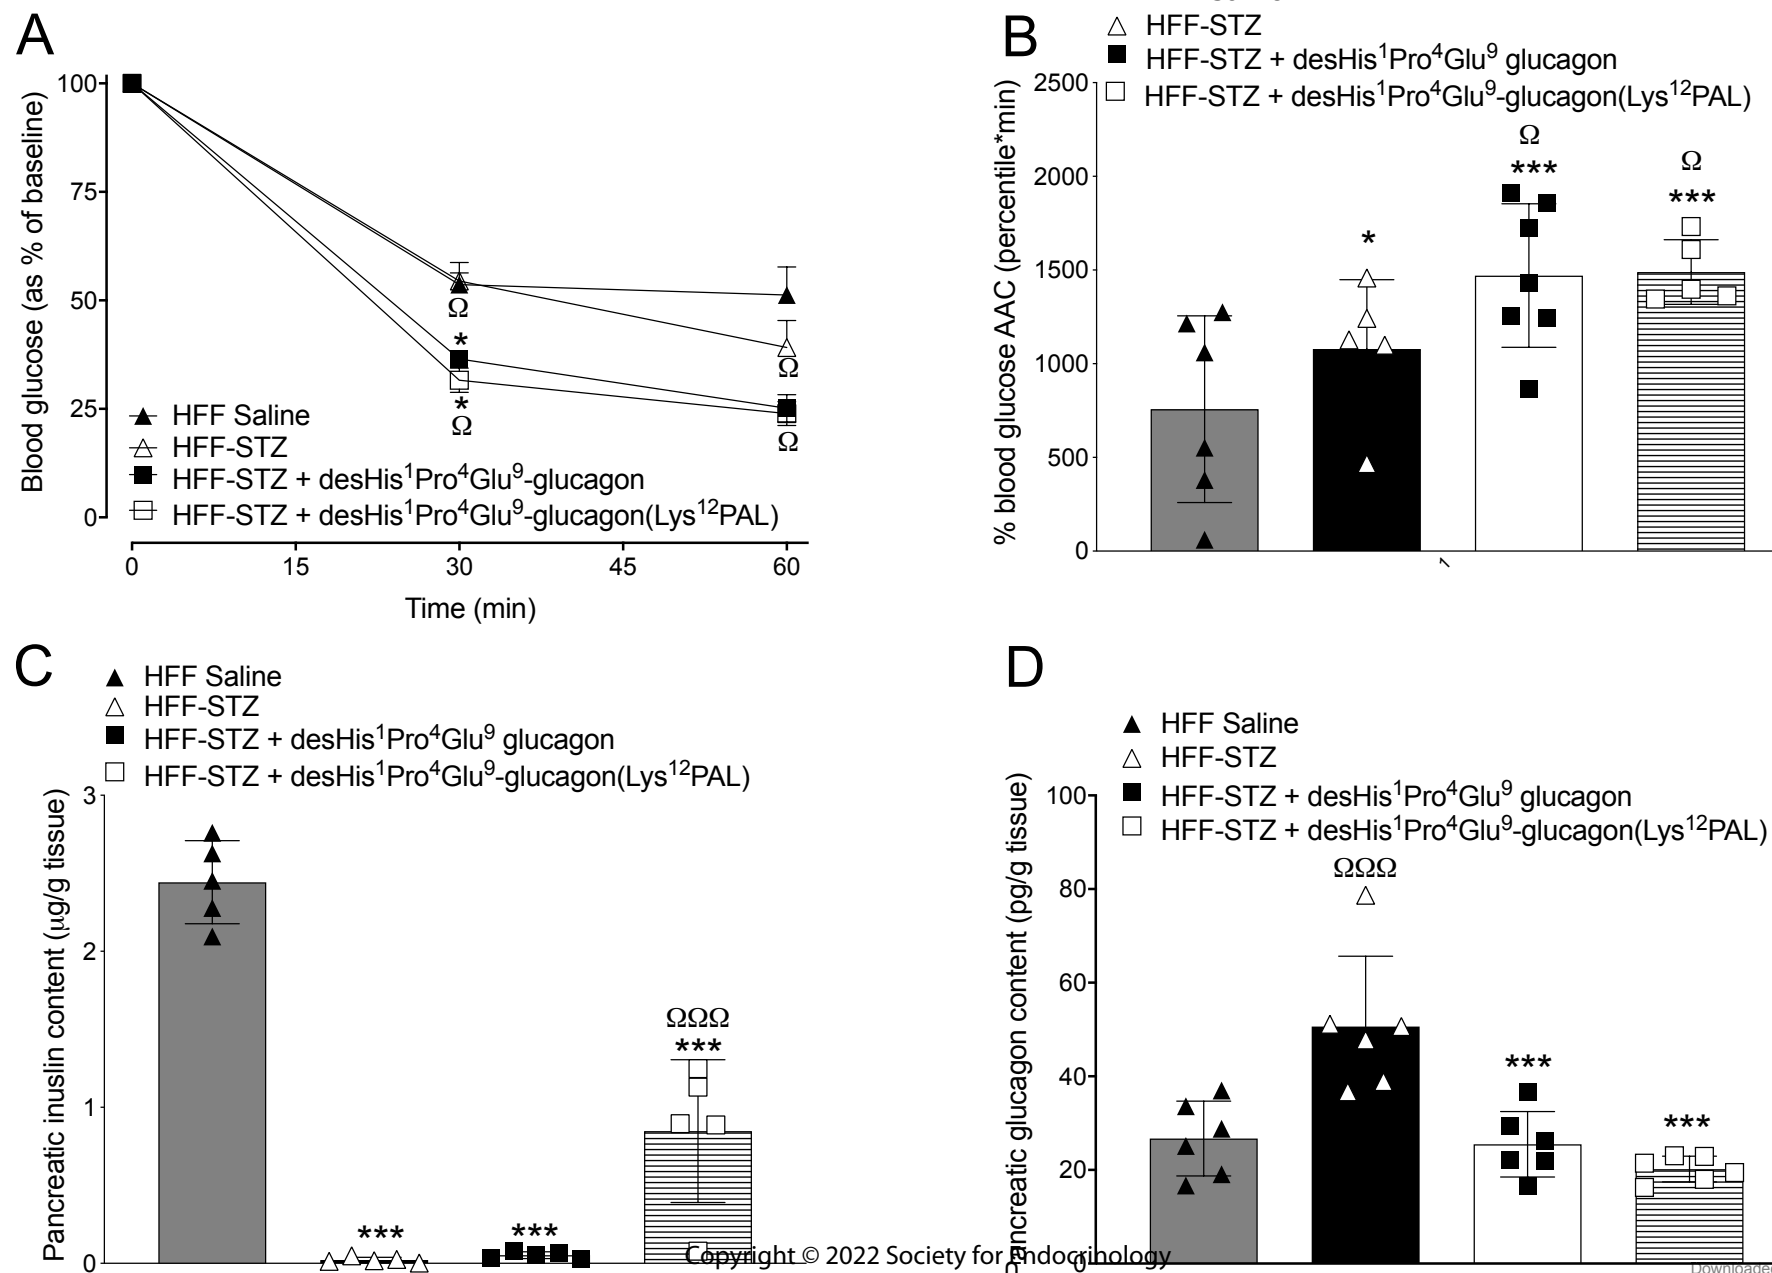 A
Blood glucose (as % of baseline)
100
75
50
25
0
Ω
*
*
Ω
Ω
Ω
HFF Saline
HFF-STZ
HFF-STZ + desHis1Pro4Glu9-glucagon
HFF-STZ + desHis1Pro4Glu9-glucagon(Lys12PAL)
0 15 30 45 60
Time (min)
B
HFF-STZ
HFF-STZ + desHis1Pro4Glu9 glucagon
HFF-STZ + desHis1Pro4Glu9-glucagon(Lys12PAL)
% blood glucose AAC (percentile*min)
2500
2000
1500
1000
500
0
*
Ω
***
Ω
***
1
C
HFF Saline
HFF-STZ
HFF-STZ + desHis1Pro4Glu9 glucagon
HFF-STZ + desHis1Pro4Glu9-glucagon(Lys12PAL)
Pancreatic inuslin content (µg/g tissue)
3
2
1
0
***
***
ΩΩΩ
***
D
HFF Saline
HFF-STZ
HFF-STZ + desHis1Pro4Glu9 glucagon
HFF-STZ + desHis1Pro4Glu9-glucagon(Lys12PAL)
Pancreatic glucagon content (pg/g tissue)
100
80
60
40
20
0
ΩΩΩ
***
***
Copyright © 2022 Society for Endocrinology
Downloaded